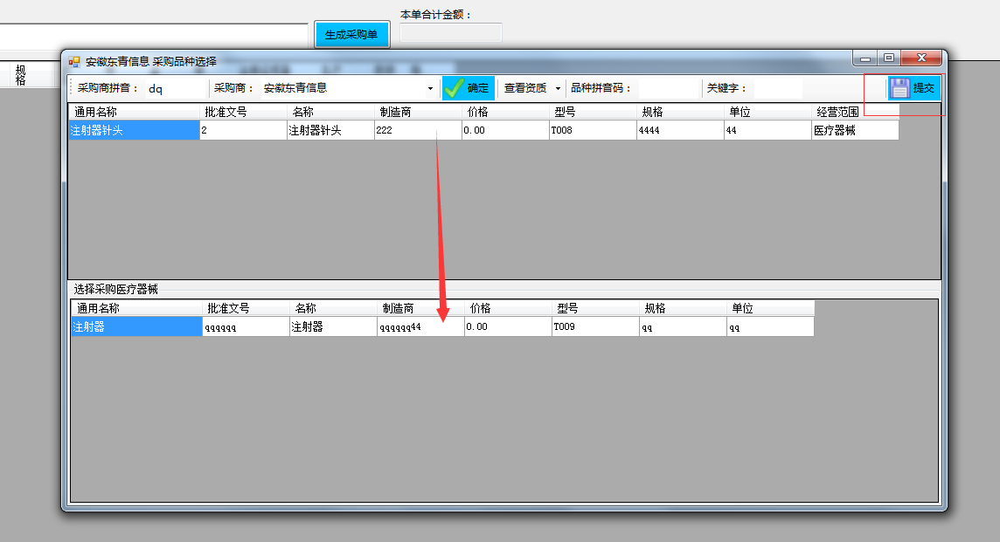 本单合计金额：
生成采购单
规格
安徽东青信息 采购品种选择
采购商拼音： dq 采购商： 安徽东青信息 确定 查看资质 品种拼音码： 关键字： 提交
通用名称 批准文号 名称 制造商 价格 型号 规格 单位 经营范围
注射器针头 2 注射器针头 222 0.00 T008 4444 44 医疗器械
选择采购医疗器械
通用名称 批准文号 名称 制造商 价格 型号 规格 单位
注射器 qqqqqq 注射器 qqqqqq44 0.00 T009 qq qq